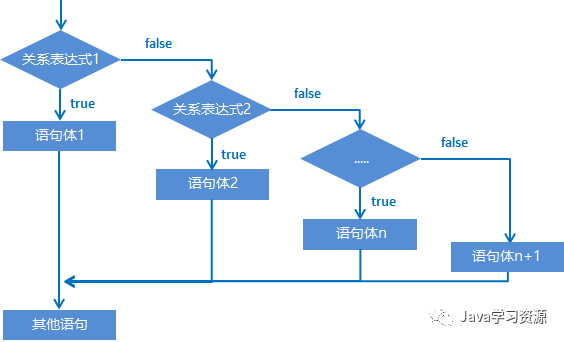 关系表达式1
false
true
关系表达式2
false
语句体1
true
.....
false
语句体2
true
语句体n
语句体n+1
其他语句
Java学习资源